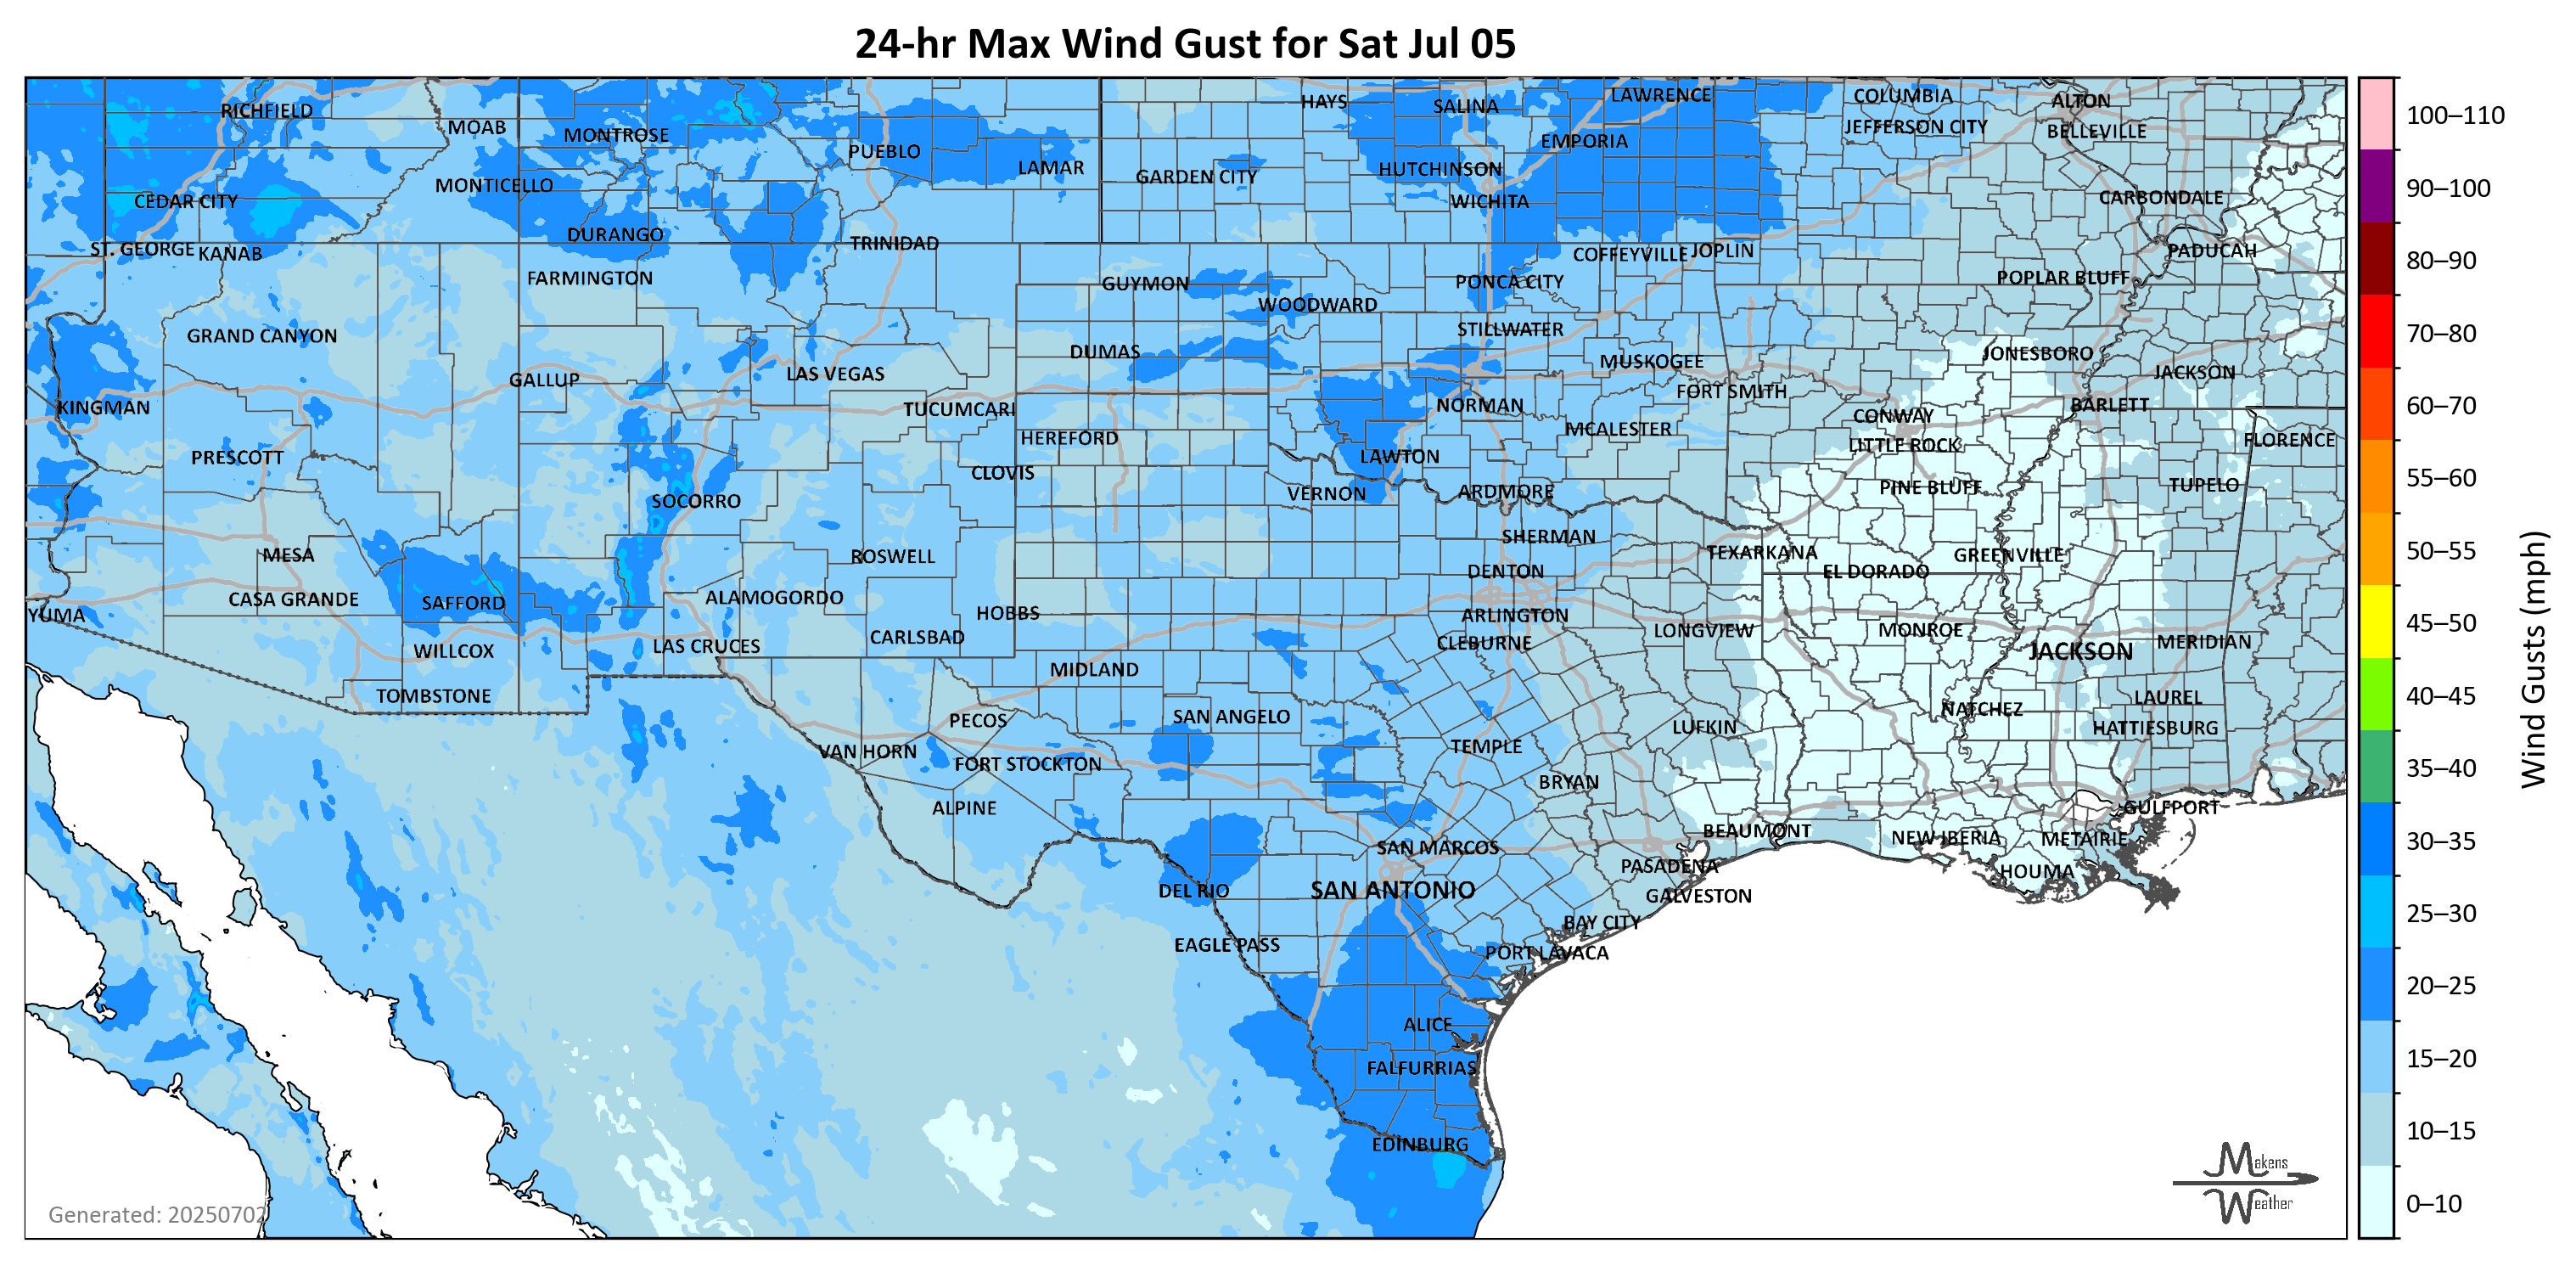 24-hr Max Wind Gust for Sat Jul 05
RICHFIELD
MOAB
MONTROSE
PUEBLO
LAMAR
HAYS
SALINA
LAWRENCE
COLUMBIA
ALTON
EMPORIA
JEFFERSON CITY
BELLEVILLE
GARDEN CITY
HUTCHINSON
WICHITA
CARBONDALE
CEDAR CITY
MONTICELLO
DURANGO
TRINIDAD
ST. GEORGE
KANAB
FARMINGTON
GUYMON
WOODWARD
PONCA CITY
COFFEYVILLE
JOPLIN
POPLAR BLUFF
PADUCAH
GRAND CANYON
GALLUP
LAS VEGAS
DUMAS
STILLWATER
MUSKOGEE
JONESBORO
JACKSON
KINGMAN
TUCUMCARI
NORMAN
FORT SMITH
CONWAY
BARLETT
PRESCOTT
HEREFORD
CLOVIS
LAWTON
MCALESTER
LITTLE ROCK
FLORENCE
SOCORRO
VERNON
ARDMORE
PINE BLUFF
TUPELO
MESA
ROSWELL
SHERMAN
TEXARKANA
GREENVILLE
CASA GRANDE
SAFFORD
ALAMOGORDO
DENTON
EL DORADO
YUMA
HOBBS
ARLINGTON
WILLCOX
LAS CRUCES
CARLSBAD
CLEBURNE
LONGVIEW
MONROE
JACKSON
MERIDIAN
TOMBSTONE
MIDLAND
PECOS
SAN ANGELO
LUFKIN
NATCHEZ
LAUREL
HATTIESBURG
VAN HORN
FORT STOCKTON
TEMPLE
BRYAN
ALPINE
GULFPORT
BEAUMONT
NEW IBERIA
METAIRIE
SAN MARCOS
PASADENA
HOUMA
DEL RIO
SAN ANTONIO
GALVESTON
BAY CITY
EAGLE PASS
PORT LAVACA
ALICE
FALFURRIAS
EDINBURG
Generated: 20250702
Makens
Weather
100–110
90–100
80–90
70–80
60–70
55–60
50–55
45–50
40–45
35–40
30–35
25–30
20–25
15–20
10–15
0–10
Wind Gusts (mph)